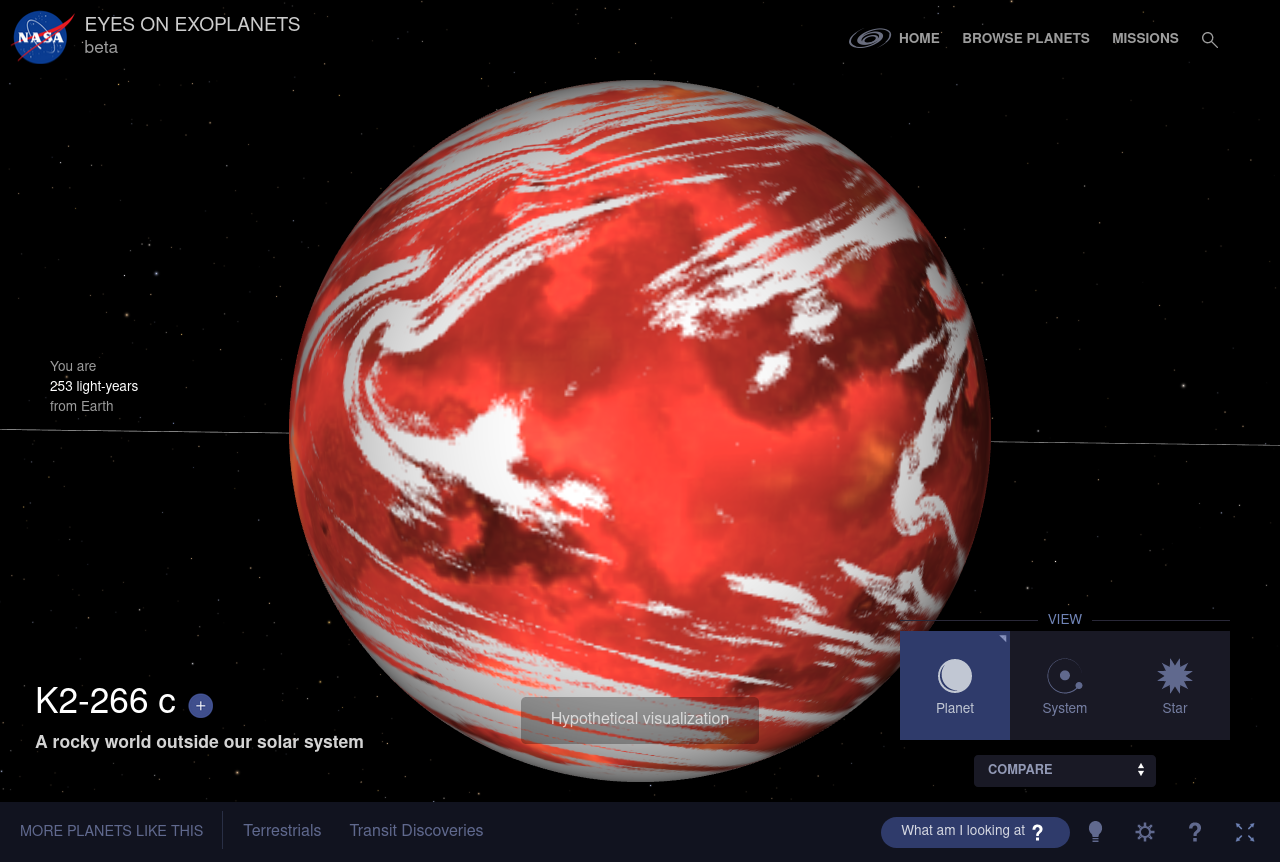 NASA
EYES ON EXOPLANETS
beta
HOME
BROWSE PLANETS
MISSIONS
You are
253 light-years
from Earth
VIEW
Planet
System
Star
K2-266 c +
A rocky world outside our solar system
Hypothetical visualization
COMPARE
MORE PLANETS LIKE THIS
Terrestrials
Transit Discoveries
What am I looking at ?
?